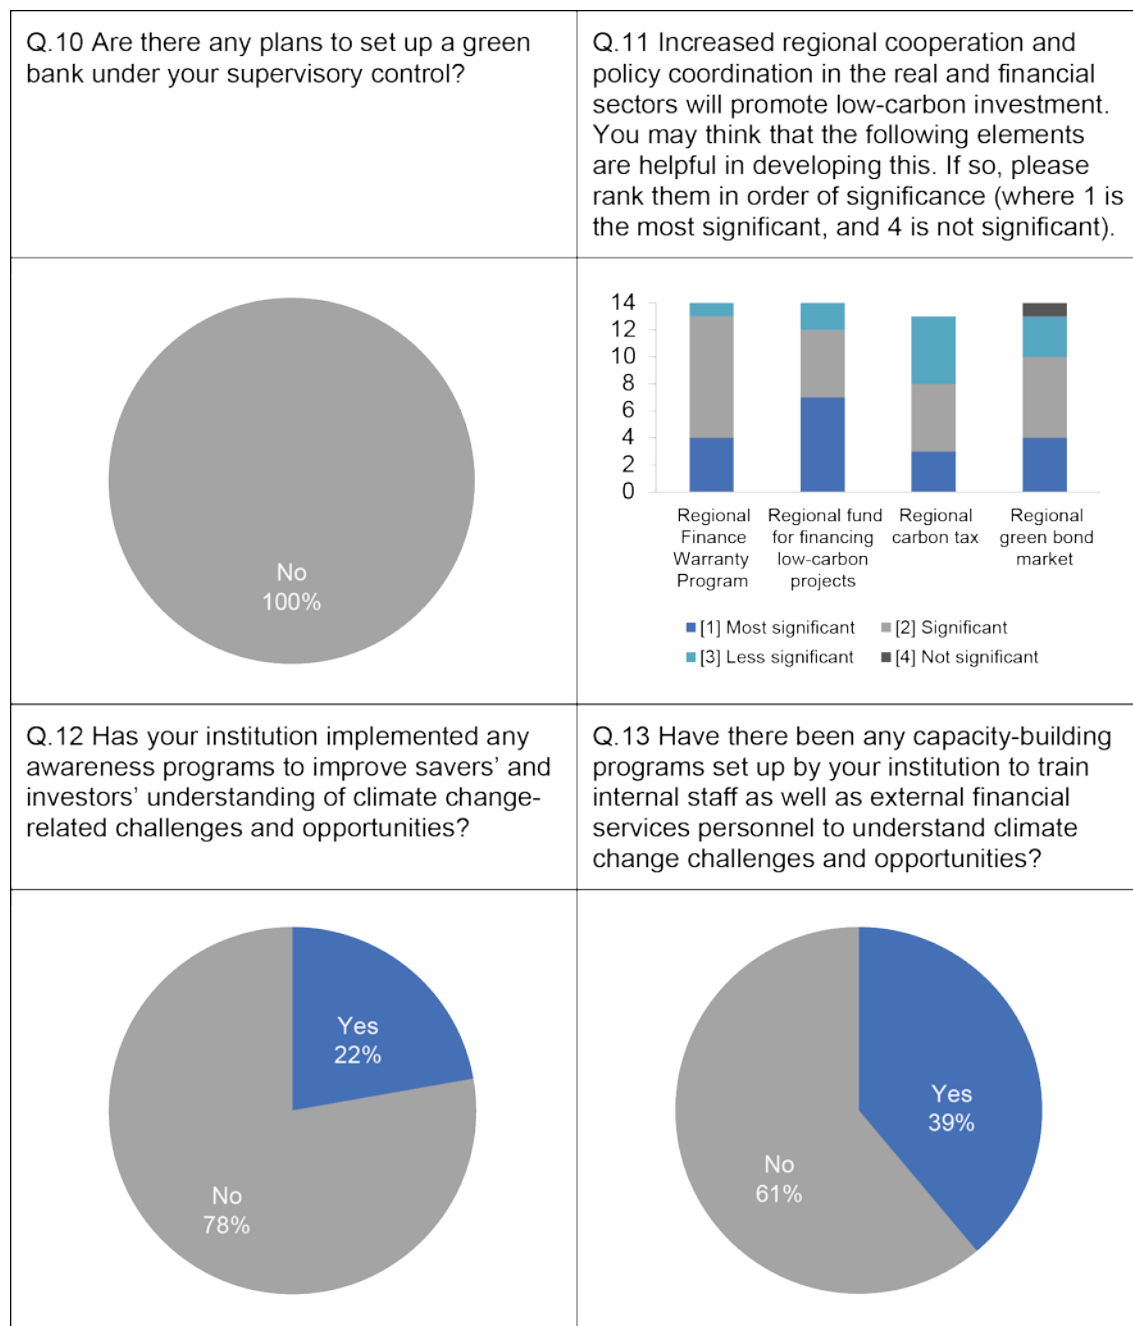 Q.10 Are there any plans to set up a green
bank under your supervisory control?
Q.11 Increased regional cooperation and
policy coordination in the real and financial
sectors will promote low-carbon investment.
You may think that the following elements
are helpful in developing this. If so, please
rank them in order of significance (where 1 is
the most significant, and 4 is not significant).
No
100%
14
12
10
8
6
4
2
0
Regional
Finance
Warranty
Program
Regional fund
for financing
low-carbon
projects
Regional
carbon tax
Regional
green bond
market
[1] Most significant
[2] Significant
[3] Less significant
[4] Not significant
Q.12 Has your institution implemented any
awareness programs to improve savers’ and
investors’ understanding of climate change-
related challenges and opportunities?
Q.13 Have there been any capacity-building
programs set up by your institution to train
internal staff as well as external financial
services personnel to understand climate
change challenges and opportunities?
Yes
22%
No
78%
Yes
39%
No
61%